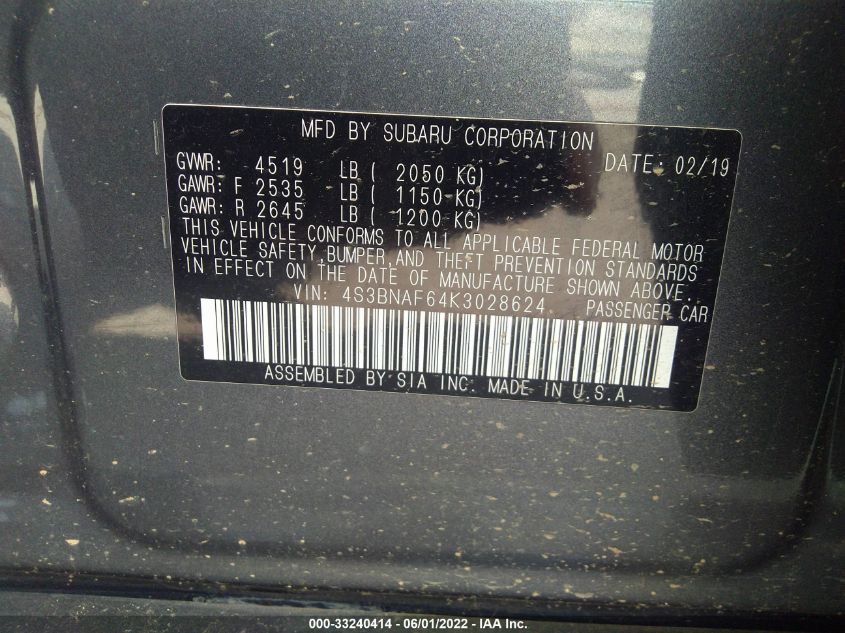 MFD BY SUBARU CORPORATION
GVWR: 4519 LB ( 2050 KG) DATE: 02/19
GAWR: F 2535 LB ( 1150 KG)
GAWR: R 2645 LB ( 1200 KG)
THIS VEHICLE CONFORMS TO ALL APPLICABLE FEDERAL MOTOR
VEHICLE SAFETY,BUMPER,AND THEFT PREVENTION STANDARDS
IN EFFECT ON THE DATE OF MANUFACTURE SHOWN ABOVE.
VIN: 4S3BNAF64K3028624 PASSENGER CAR
ASSEMBLED BY SIA INC. MADE IN U.S.A.
000-33240414 - 06/01/2022 - IAA Inc.